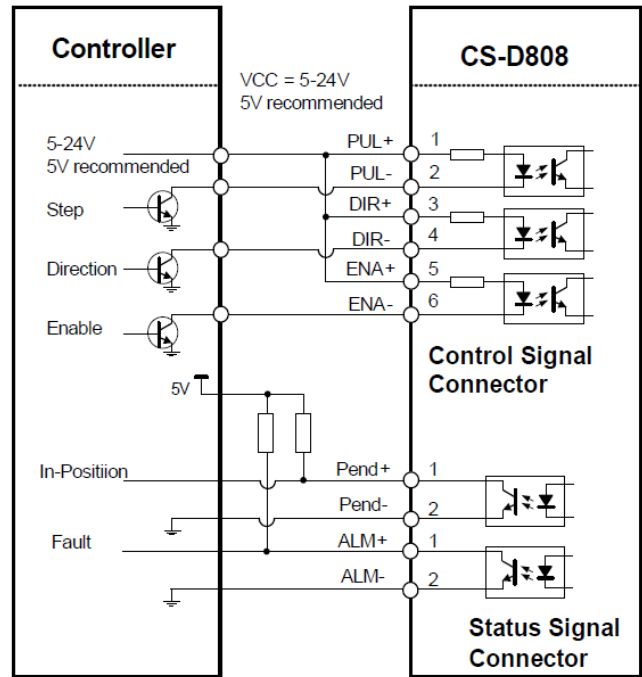 Controller
CS-D808
VCC = 5-24V
5V recommended
5-24V
5V recommended
PUL+ 1
PUL- 2
Step
DIR+ 3
DIR- 4
Direction
ENA+ 5
ENA- 6
Enable
Control Signal
Connector
5V
In-Positiion
Pend+ 1
Pend- 2
Fault
ALM+ 1
ALM- 2
Status Signal
Connector